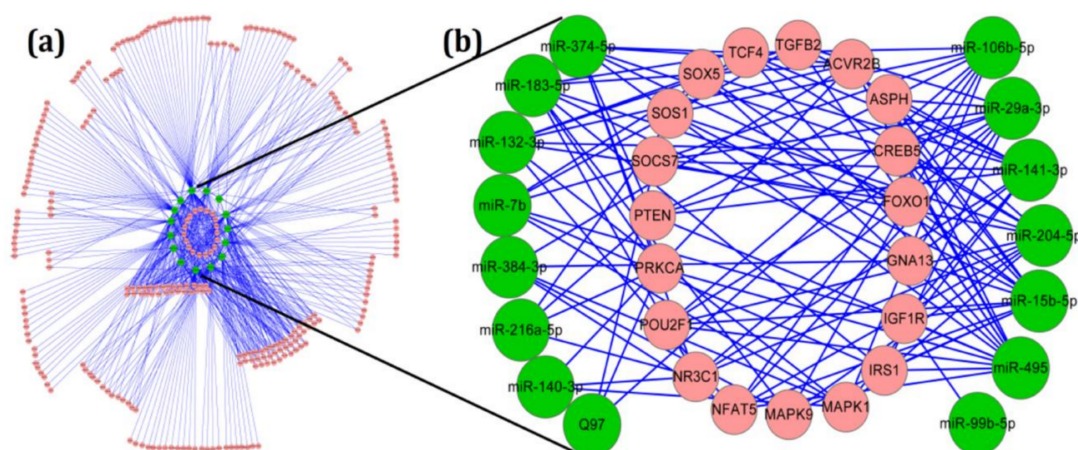 (a)
(b)
miR-374-5p
miR-183-5p
miR-132-3p
miR-7b
miR-384-3p
miR-216a-5p
miR-140-3p
Q97
TGFB2
TCF4
ACVR2B
SOX5
ASPH
SOS1
CREB5
SOCS7
FOXO1
PTEN
GNA13
PRKCA
IGF1R
POU2F1
IRS1
NR3C1
MAPK1
NFAT5
MAPK9
miR-106b-5p
miR-29a-3p
miR-141-3p
miR-204-5p
miR-15b-5p
miR-495
miR-99b-5p